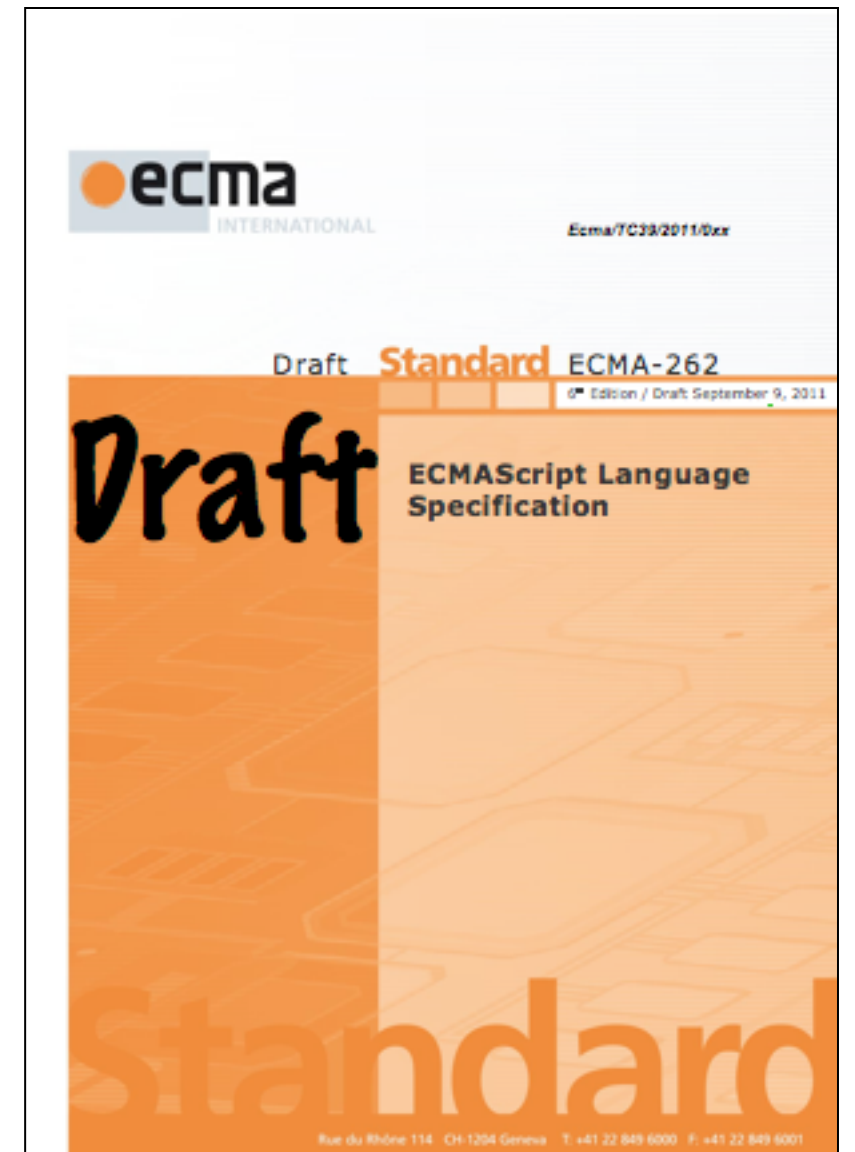 ecma
INTERNATIONAL
Ecma/TC39/2011/0xx
Draft Standard ECMA-262
6th Edition / Draft September 9, 2011
Draft
ECMAScript Language
Specification
Standard
Rue du Rhône 114 CH-1204 Geneva T: +41 22 849 6000 F: +41 22 849 6001